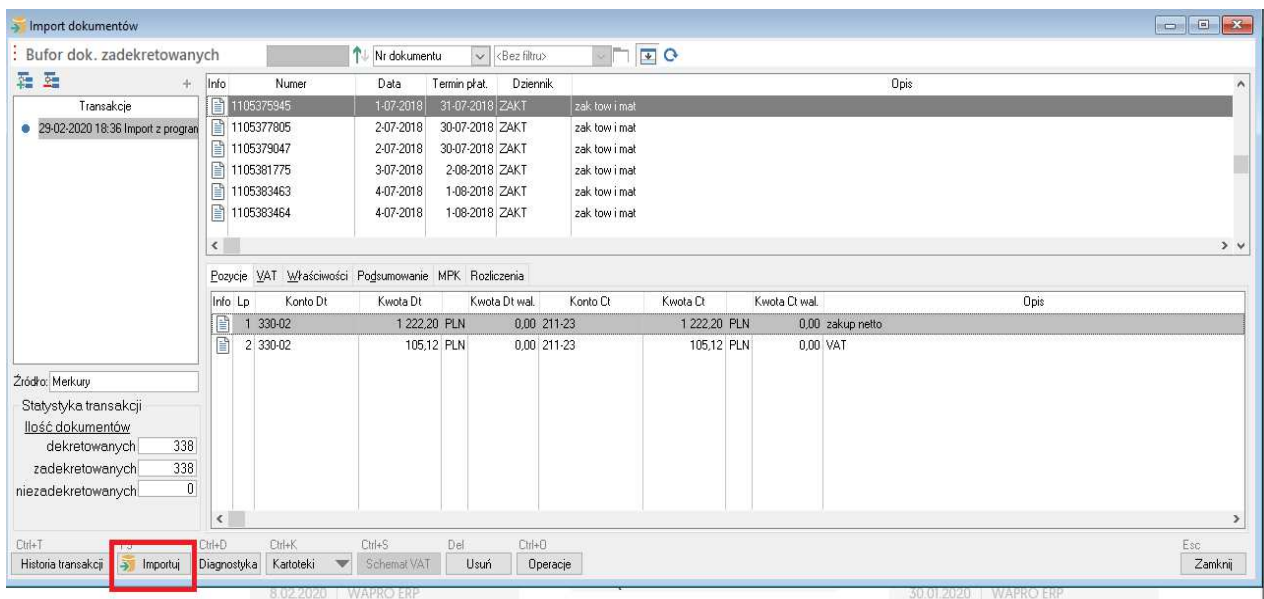 Import dokumentów
Bufor dok. zadekretowanych Nr dokumentu <Bez filtru>
Transakcje
29-02-2020 18:36 Import z program
Info Numer Data Termin płat. Dziennik Opis
1105375945 1-07-2018 31-07-2018 ZAKT zak tow i mat
1105377805 2-07-2018 30-07-2018 ZAKT zak tow i mat
1105379047 2-07-2018 30-07-2018 ZAKT zak tow i mat
1105381775 3-07-2018 2-08-2018 ZAKT zak tow i mat
1105383463 4-07-2018 1-08-2018 ZAKT zak tow i mat
1105383464 4-07-2018 1-08-2018 ZAKT zak tow i mat
Pozycje VAT Właściwości Podsumowanie MPK Rozliczenia
Info Lp Konto Dt Kwota Dt Kwota Dt wal. Konto Ct Kwota Ct Kwota Ct wal. Opis
1 330-02 1 222,20 PLN 0,00 211-23 1 222,20 PLN 0,00 zakup netto
2 330-02 105,12 PLN 0,00 211-23 105,12 PLN 0,00 VAT
Źródło: Merkury
Statystyka transakcji
Ilość dokumentów
dekretowanych 338
zadekretowanych 338
niezadekretowanych 0
Ctrl+T Ctrl+D Ctrl+K Ctrl+S Del Ctrl+O Esc
Historia transakcji Importuj Diagnostyka Kartoteki Schemat VAT Usuń Operacje Zamknij
8.02.2020 WAPRO ERP 30.01.2020 WAPRO ERP